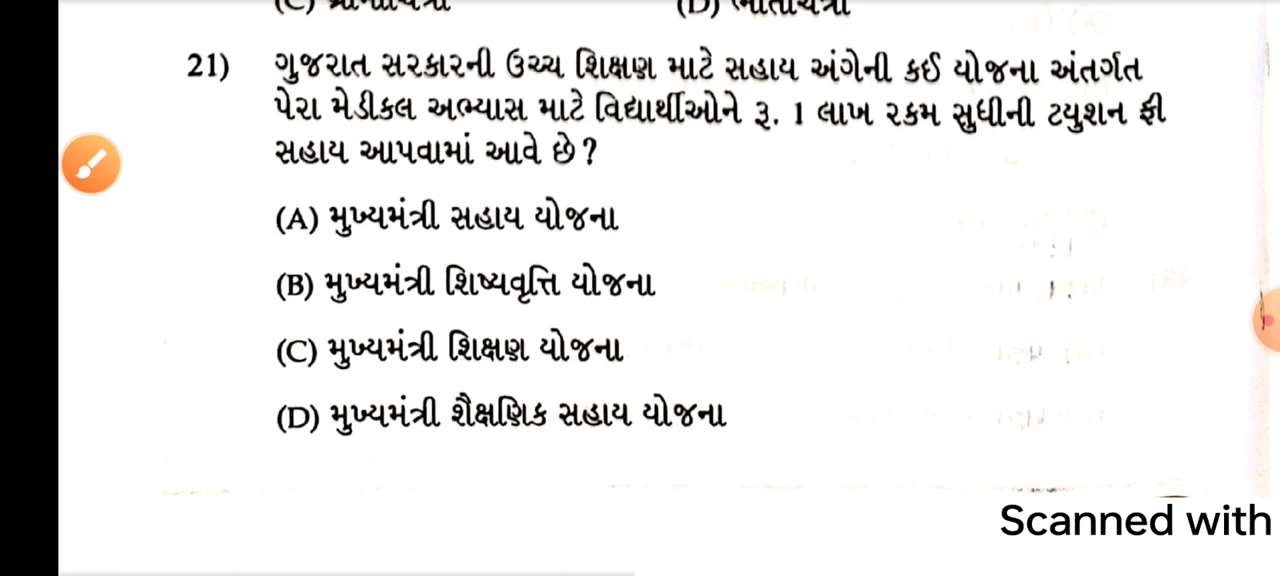 21) ગુજરાત સરકારની ઉચ્ચ શિક્ષણ માટે સહાય અંગેની કઈ યોજના અંતર્ગત
પેરા મેડીકલ અભ્યાસ માટે વિદ્યાર્થીઓને રૂ. 1 લાખ રકમ સુધીની ટયુશન ફી
સહાય આપવામાં આવે છે?
(A) મુખ્યમંત્રી સહાય યોજના
(B) મુખ્યમંત્રી શિષ્યવૃત્તિ યોજના
(C) મુખ્યમંત્રી શિક્ષણ યોજના
(D) મુખ્યમંત્રી શૈક્ષણિક સહાય યોજના
Scanned with